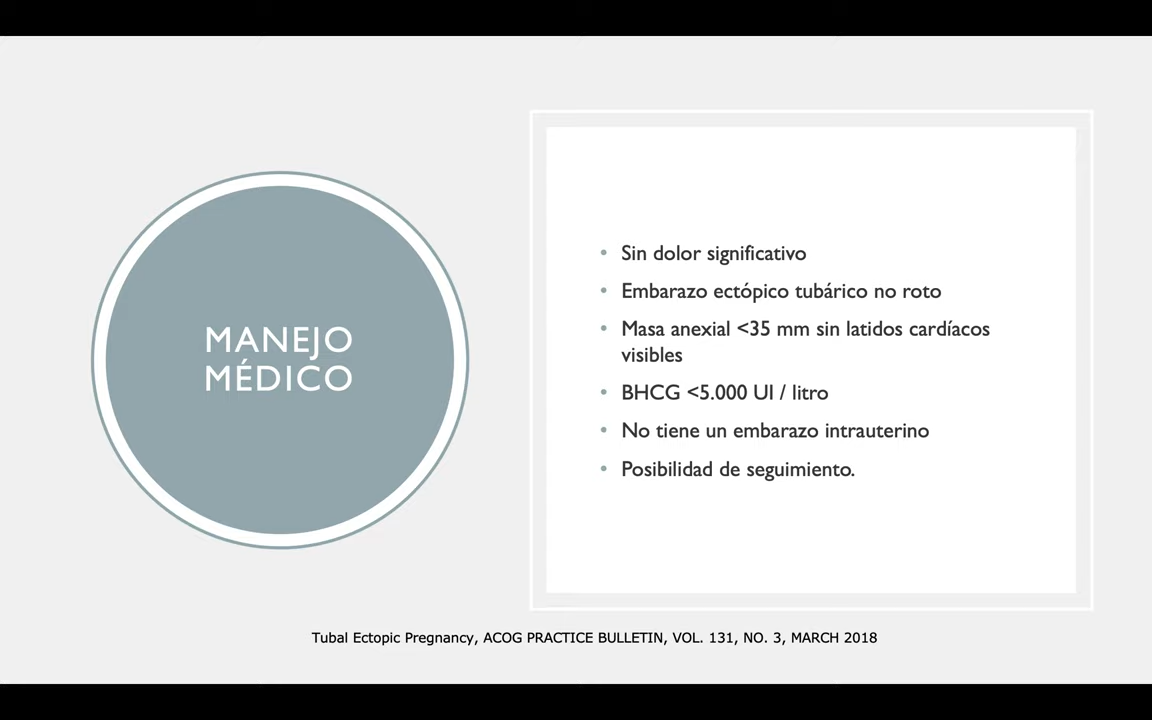 MANEJO
MÉDICO
• Sin dolor significativo
• Embarazo ectópico tubárico no roto
• Masa anexial <35 mm sin latidos cardíacos
visibles
• BHCG <5.000 UI / litro
• No tiene un embarazo intrauterino
• Posibilidad de seguimiento.
Tubal Ectopic Pregnancy, ACOG PRACTICE BULLETIN, VOL. 131, NO. 3, MARCH 2018